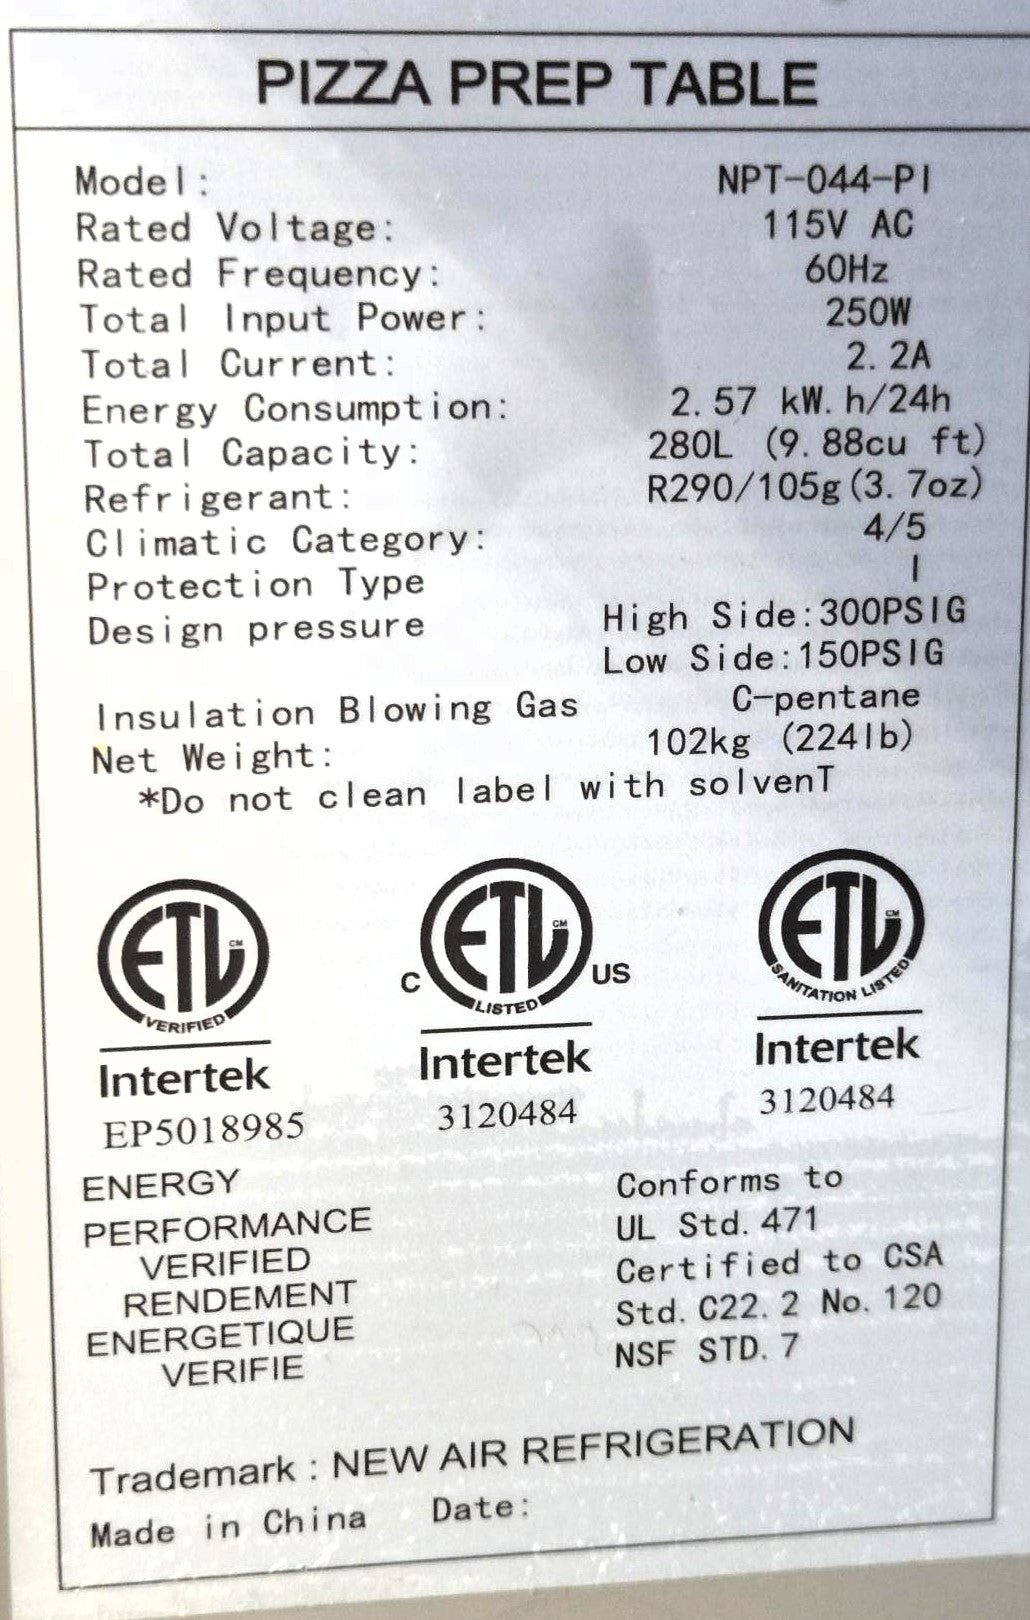 PIZZA PREP TABLE
Model: NPT-044-PI
Rated Voltage: 115V AC
Rated Frequency: 60Hz
Total Input Power: 250W
Total Current: 2.2A
Energy Consumption: 2.57 kW.h/24h
Total Capacity: 280L (9.88cu ft)
Refrigerant: R290/105g(3.7oz)
Climatic Category: 4/5
Protection Type I
Design pressure High Side:300PSIG
Low Side:150PSIG
Insulation Blowing Gas C-pentane
Net Weight: 102kg (224lb)
*Do not clean label with solvenT
ETL CM VERIFIED
Intertek
EP5018985
C ETL CM LISTED US
Intertek
3120484
ETL CM SANITATION LISTED
Intertek
3120484
ENERGY
PERFORMANCE
VERIFIED
RENDEMENT
ENERGETIQUE
VERIFIE
Conforms to
UL Std.471
Certified to CSA
Std.C22.2 No.120
NSF STD.7
Trademark : NEW AIR REFRIGERATION
Made in China Date: